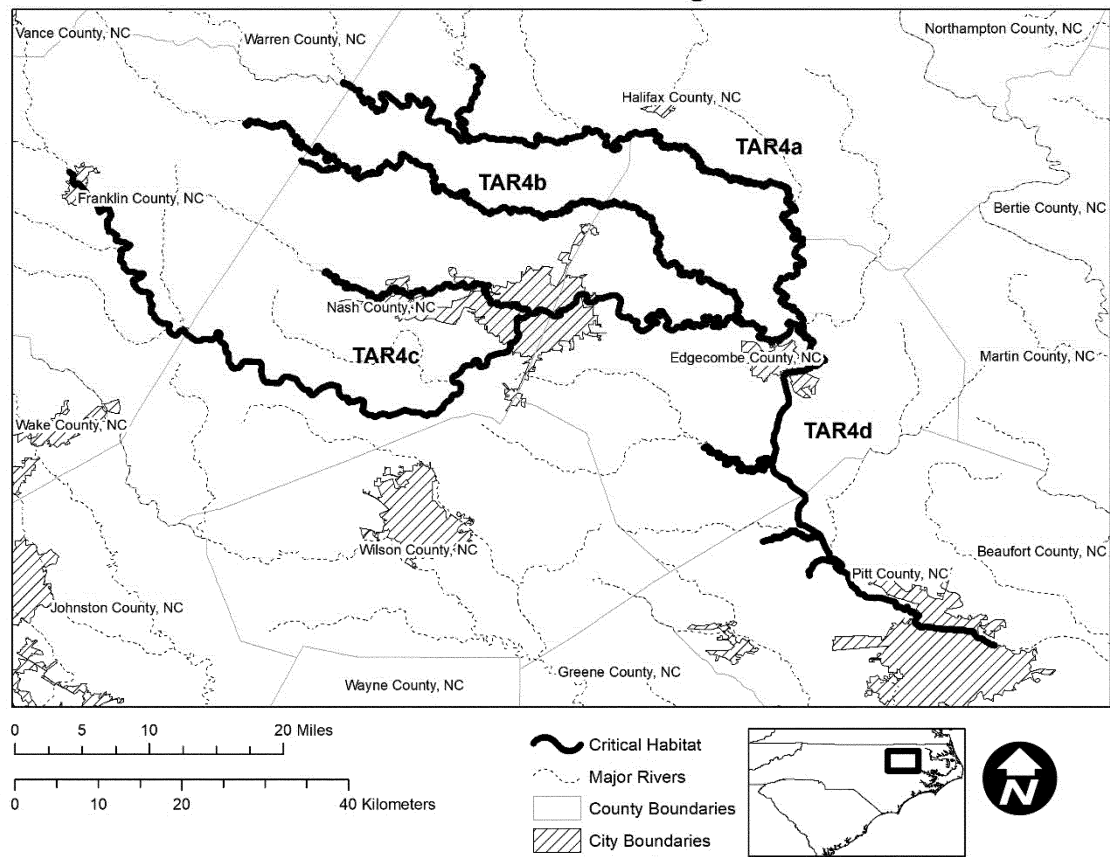 Vance County, NC
Warren County, NC
Northampton County, NC
Halifax County, NC
TAR4a
TAR4b
Franklin County, NC
Bertie County, NC
Nash County, NC
TAR4c
Edgecombe County, NC
Martin County, NC
Wake County, NC
TAR4d
Wilson County, NC
Beaufort County, NC
Pitt County, NC
Johnston County, NC
Greene County, NC
Wayne County, NC
0 5 10 20 Miles
0 10 20 40 Kilometers
Critical Habitat
Major Rivers
County Boundaries
City Boundaries
N